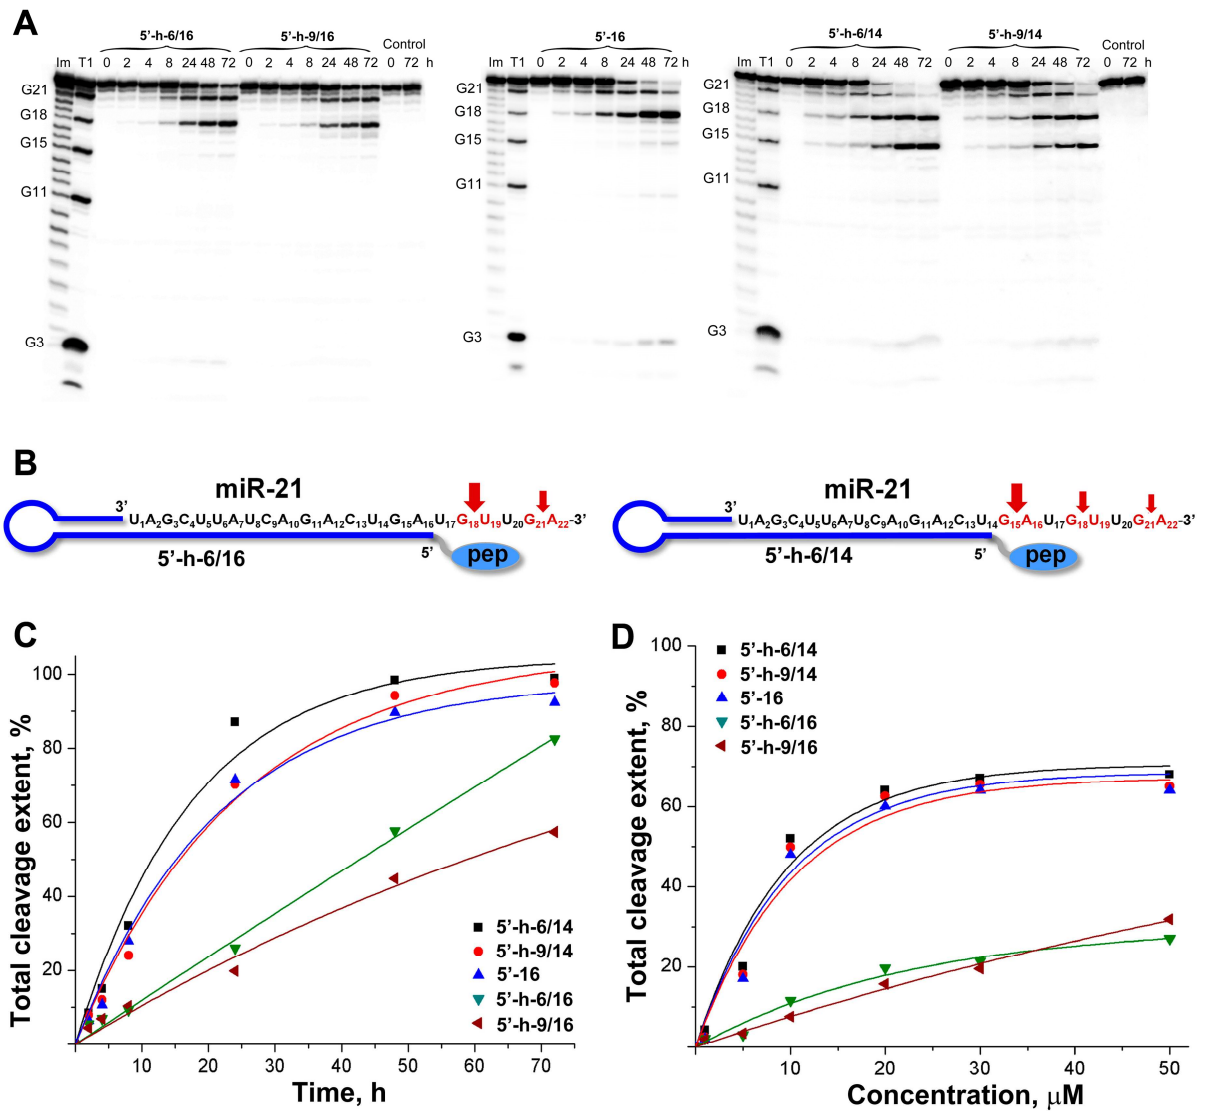 A
5’-h-6/16 5’-h-9/16 Control
Im T1 0 2 4 8 24 48 72 0 2 4 8 24 48 72 0 72 h
G21
G18
G15
G11
G3
5’-16
Im T1 0 2 4 8 24 48 72 h
G21
G18
G15
G11
G3
5’-h-6/14 5’-h-9/14 Control
Im T1 0 2 4 8 24 48 72 0 2 4 8 24 48 72 0 72 h
G21
G18
G15
G11
G3
B
miR-21
3’ U1A2G3C4U5U6A7U8C9A10G11A12C13U14G15A16U17G18U19U20G21A22-3’
5’-h-6/16 5’ pep
miR-21
3’ U1A2G3C4U5U6A7U8C9A10G11A12C13U14G15A16U17G18U19U20G21A22-3’
5’-h-6/14 5’ pep
C
Total cleavage extent, %
100
80
60
40
20
5’-h-6/14
5’-h-9/14
5’-16
5’-h-6/16
5’-h-9/16
10 20 30 40 50 60 70
Time, h
D
Total cleavage extent, %
100
80
60
40
20
5’-h-6/14
5’-h-9/14
5’-16
5’-h-6/16
5’-h-9/16
10 20 30 40 50
Concentration, μM